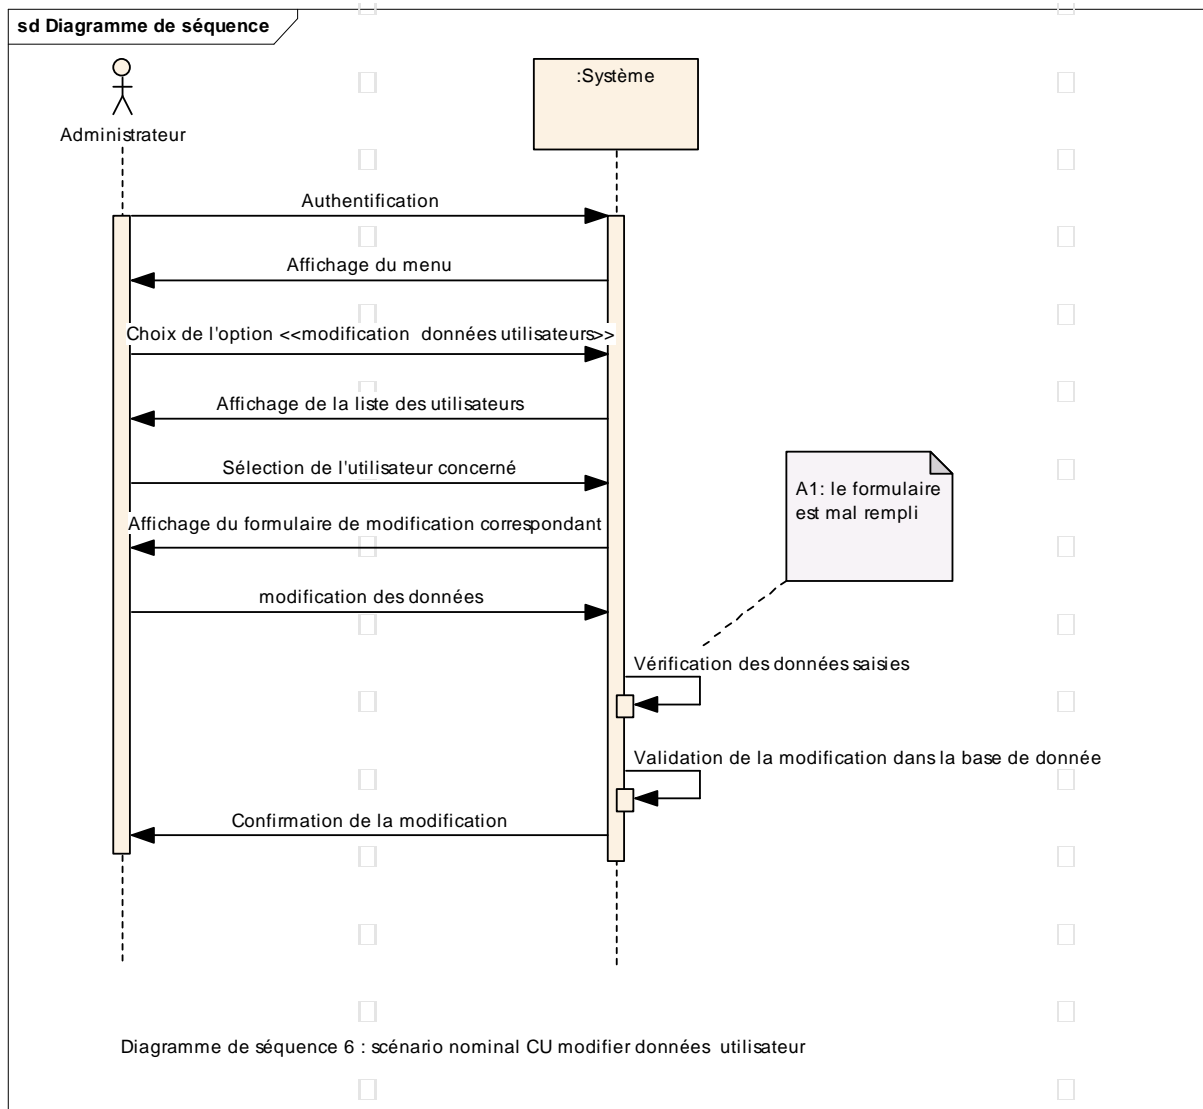 sd Diagramme de séquence
:Système
Administrateur
Authentification
Affichage du menu
Choix de l'option <<modification données utilisateurs>>
Affichage de la liste des utilisateurs
Sélection de l'utilisateur concerné
A1: le formulaire
est mal rempli
Affichage du formulaire de modification correspondant
modification des données
Vérification des données saisies
Validation de la modification dans la base de donnée
Confirmation de la modification
Diagramme de séquence 6 : scénario nominal CU modifier données utilisateur